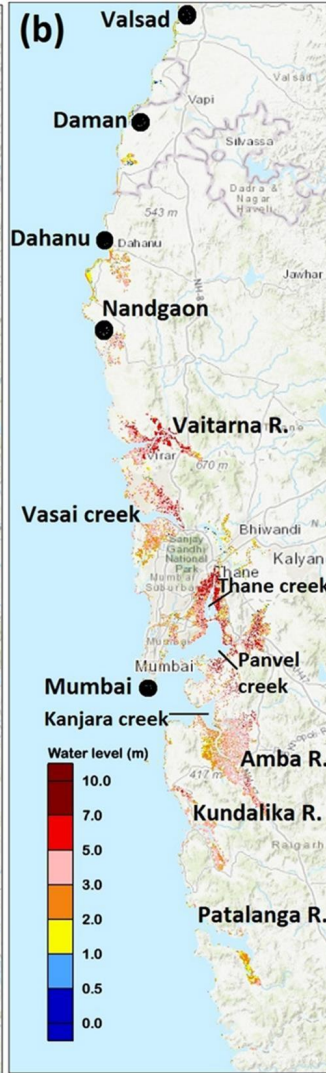 (b)
Valsad
Valsad
Vapi
Daman
Silvassa
Dadra &
Nagar
Haveli
543 m
Dahanu
Dahanu
Jawhar
Nandgaon
Vaitarna R.
Virar
670 m
Vasai creek
Bhiwandi
Sanjay
Gandhi
National
Park
Kalyan
Thane
Mumbai
Suburba
Thane creek
Mumbai
Panvel
creek
Mumbai
Mumbai
Kanjara creek
Water level (m)
Amba R.
417 m
10.0
7.0
Kundalika R.
5.0
Raigarh
3.0
2.0
Patalanga R.
1.0
0.5
0.0